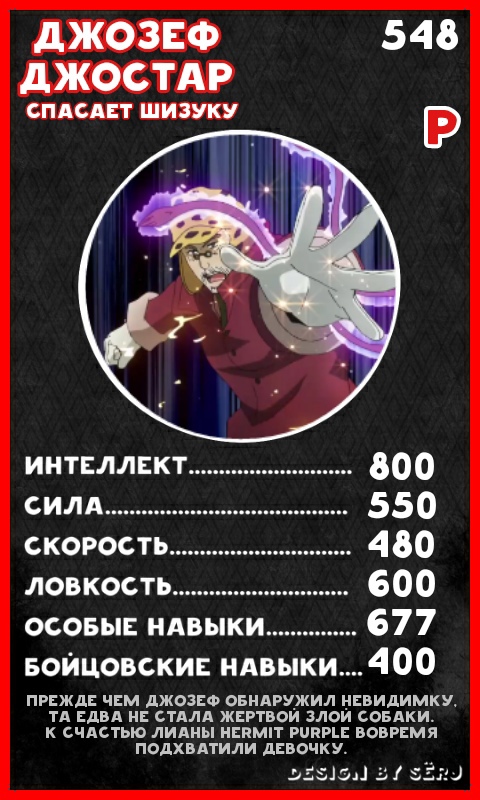 ДЖОЗЕФ
ДЖОСТАР
СПАСАЕТ ШИЗУКУ
548
Р
ИНТЕЛЛЕКТ............................ 800
СИЛА.......................................... 550
СКОРОСТЬ............................... 480
ЛОВКОСТЬ.............................. 600
ОСОБЫЕ НАВЫКИ............... 677
БОЙЦОВСКИЕ НАВЫКИ.... 400
ПРЕЖДЕ ЧЕМ ДЖОЗЕФ ОБНАРУЖИЛ НЕВИДИМКУ,
ТА ЕДВА НЕ СТАЛА ЖЕРТВОЙ ЗЛОЙ СОБАКИ.
К СЧАСТЬЮ ЛИАНЫ HERMIT PURPLE ВОВРЕМЯ
ПОДХВАТИЛИ ДЕВОЧКУ.
DESIGN BY SЁRJ